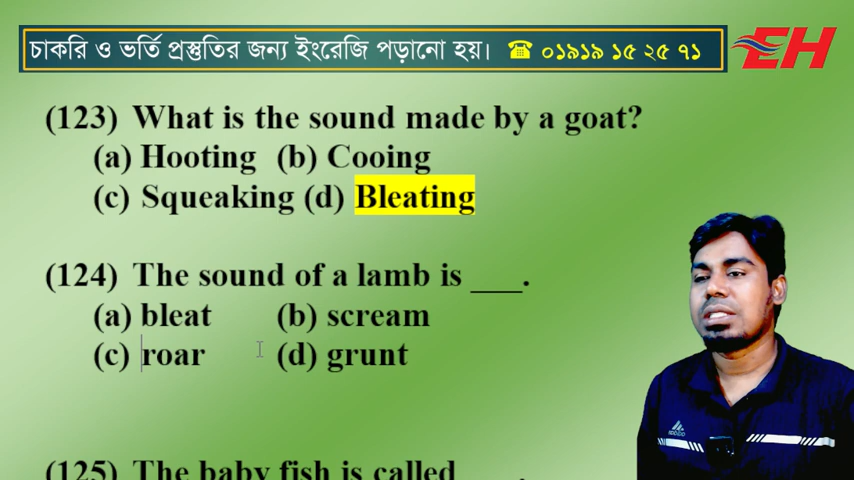 চাকরি ও ভর্তি প্রস্তুতির জন্য ইংরেজি পড়ানো হয়। ☎ ০১৯১৯ ১৫ ২৫ ৭১
EH
(123) What is the sound made by a goat?
(a) Hooting (b) Cooing
(c) Squeaking (d) Bleating
(124) The sound of a lamb is ___.
(a) bleat (b) scream
(c) roar (d) grunt
(125) The baby fish is called ___.